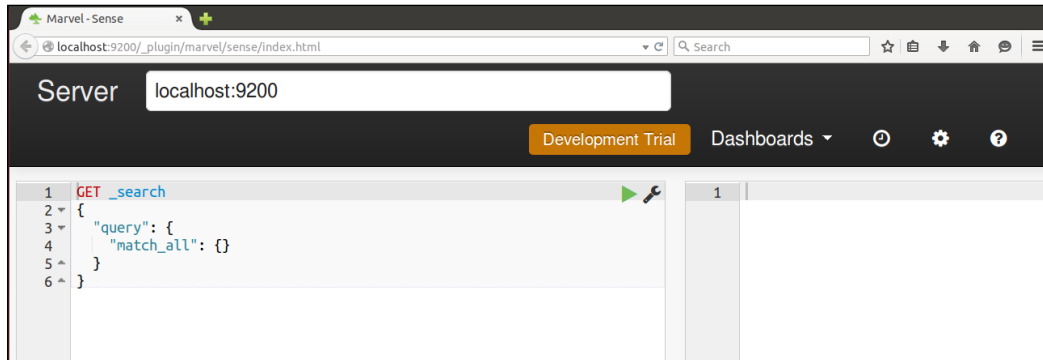 Marvel - Sense
localhost:9200/_plugin/marvel/sense/index.html
Search
Server
localhost:9200
Development Trial
Dashboards
1 GET _search
2 {
3 "query": {
4 "match_all": {}
5 }
6 }
1